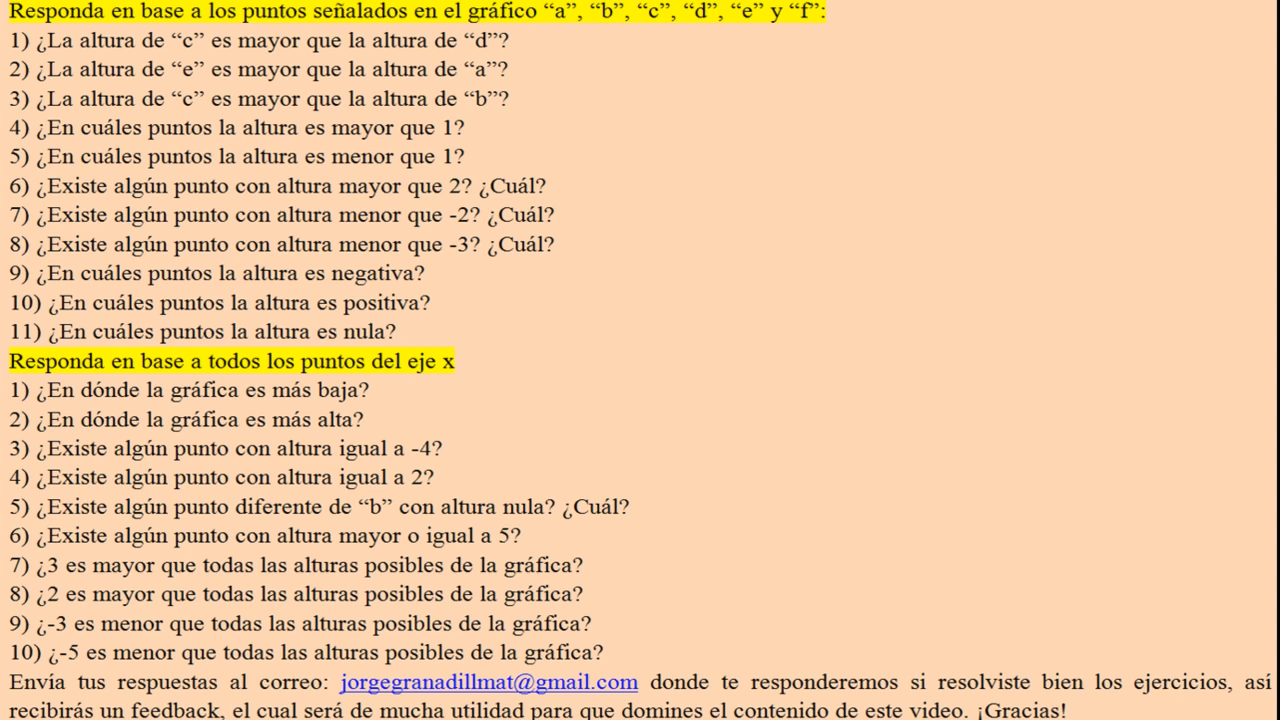 Responda en base a los puntos señalados en el gráfico “a”, “b”, “c”, “d”, “e” y “f”:
1) ¿La altura de “c” es mayor que la altura de “d”?
2) ¿La altura de “e” es mayor que la altura de “a”?
3) ¿La altura de “c” es mayor que la altura de “b”?
4) ¿En cuáles puntos la altura es mayor que 1?
5) ¿En cuáles puntos la altura es menor que 1?
6) ¿Existe algún punto con altura mayor que 2? ¿Cuál?
7) ¿Existe algún punto con altura menor que -2? ¿Cuál?
8) ¿Existe algún punto con altura menor que -3? ¿Cuál?
9) ¿En cuáles puntos la altura es negativa?
10) ¿En cuáles puntos la altura es positiva?
11) ¿En cuáles puntos la altura es nula?
Responda en base a todos los puntos del eje x
1) ¿En dónde la gráfica es más baja?
2) ¿En dónde la gráfica es más alta?
3) ¿Existe algún punto con altura igual a -4?
4) ¿Existe algún punto con altura igual a 2?
5) ¿Existe algún punto diferente de “b” con altura nula? ¿Cuál?
6) ¿Existe algún punto con altura mayor o igual a 5?
7) ¿3 es mayor que todas las alturas posibles de la gráfica?
8) ¿2 es mayor que todas las alturas posibles de la gráfica?
9) ¿-3 es menor que todas las alturas posibles de la gráfica?
10) ¿-5 es menor que todas las alturas posibles de la gráfica?
Envía tus respuestas al correo: jorgegranadillmat@gmail.com donde te responderemos si resolviste bien los ejercicios, así
recibirás un feedback, el cual será de mucha utilidad para que domines el contenido de este video. ¡Gracias!